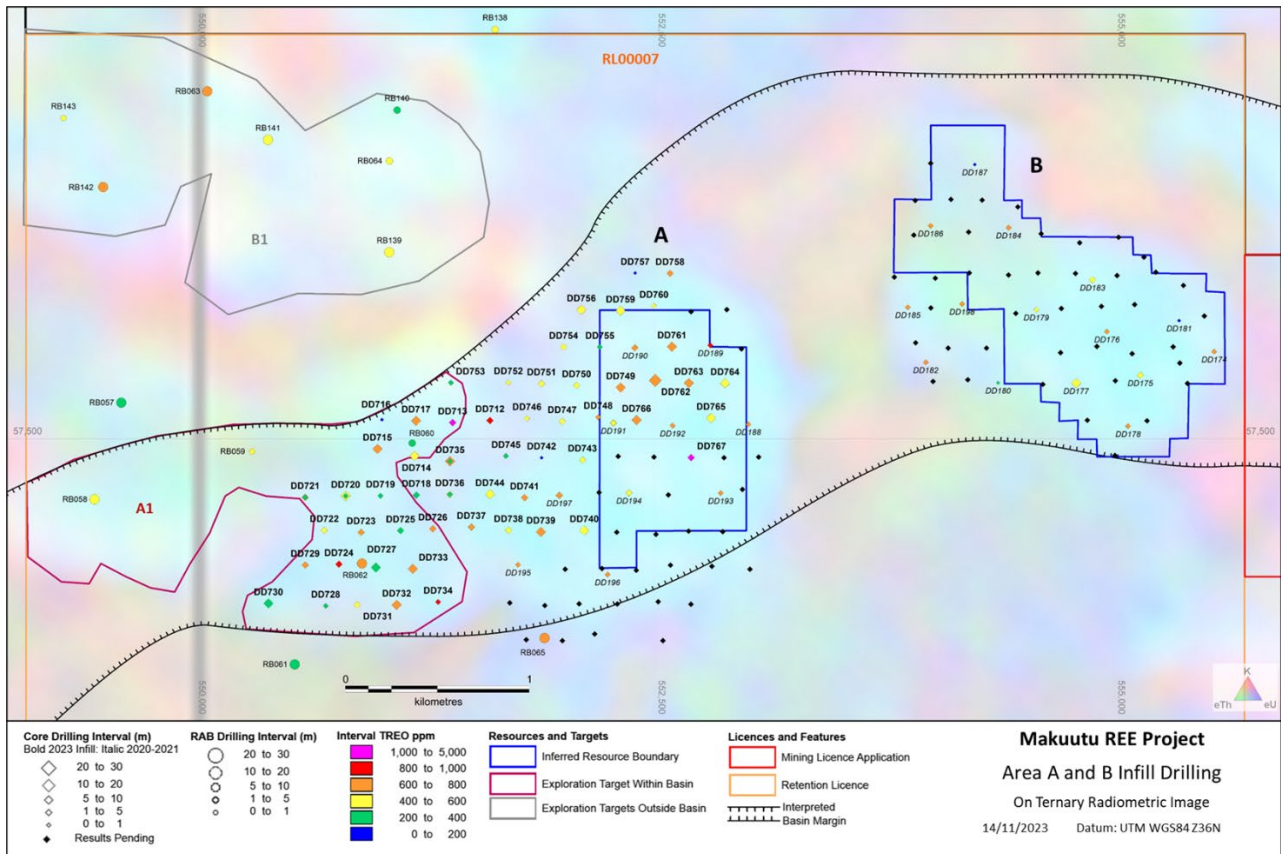 RB138
550,000
552,500
555,000
RL00007
RB063
RB143
RB140
RB141
RB064
RB142
B1
RB139
B
DD187
DD186
DD184
A
DD757 DD758
DD183
DD756 DD759 DD760
DD185 DD198 DD179 DD181
DD754 DD755 DD761
DD190 DD189
DD176 DD174
DD753 DD752 DD751 DD750 DD749 DD763 DD764
DD762
DD182 DD180 DD177 DD175
RB057
DD716 DD717 DD713 DD712 DD746 DD747 DD748 DD766 DD765
DD191 DD192 DD188
DD178
57,500
57,500
RB060
DD715
RB059
DD714 DD735 DD745 DD742 DD743 DD767
RB058
A1
DD721 DD720 DD719 DD718 DD736 DD744 DD741 DD197 DD194 DD193
DD722 DD723 DD725 DD726 DD737 DD738 DD739 DD740
DD729 DD724 DD727 DD733
RB062
DD195 DD196
DD730 DD728 DD732 DD734
DD731
RB065
RB061
550,000
552,500
555,000
0 1
kilometres
K
eTh eU
Core Drilling Interval (m)
Bold 2023 Infill: Italic 2020-2021
20 to 30
10 to 20
5 to 10
1 to 5
0 to 1
Results Pending
RAB Drilling Interval (m)
20 to 30
10 to 20
5 to 10
1 to 5
0 to 1
Interval TREO ppm
1,000 to 5,000
800 to 1,000
600 to 800
400 to 600
200 to 400
0 to 200
Resources and Targets
Inferred Resource Boundary
Exploration Target Within Basin
Exploration Targets Outside Basin
Licences and Features
Mining Licence Application
Retention Licence
Interpreted
Basin Margin
Makuutu REE Project
Area A and B Infill Drilling
On Ternary Radiometric Image
14/11/2023 Datum: UTM WGS84 Z36N